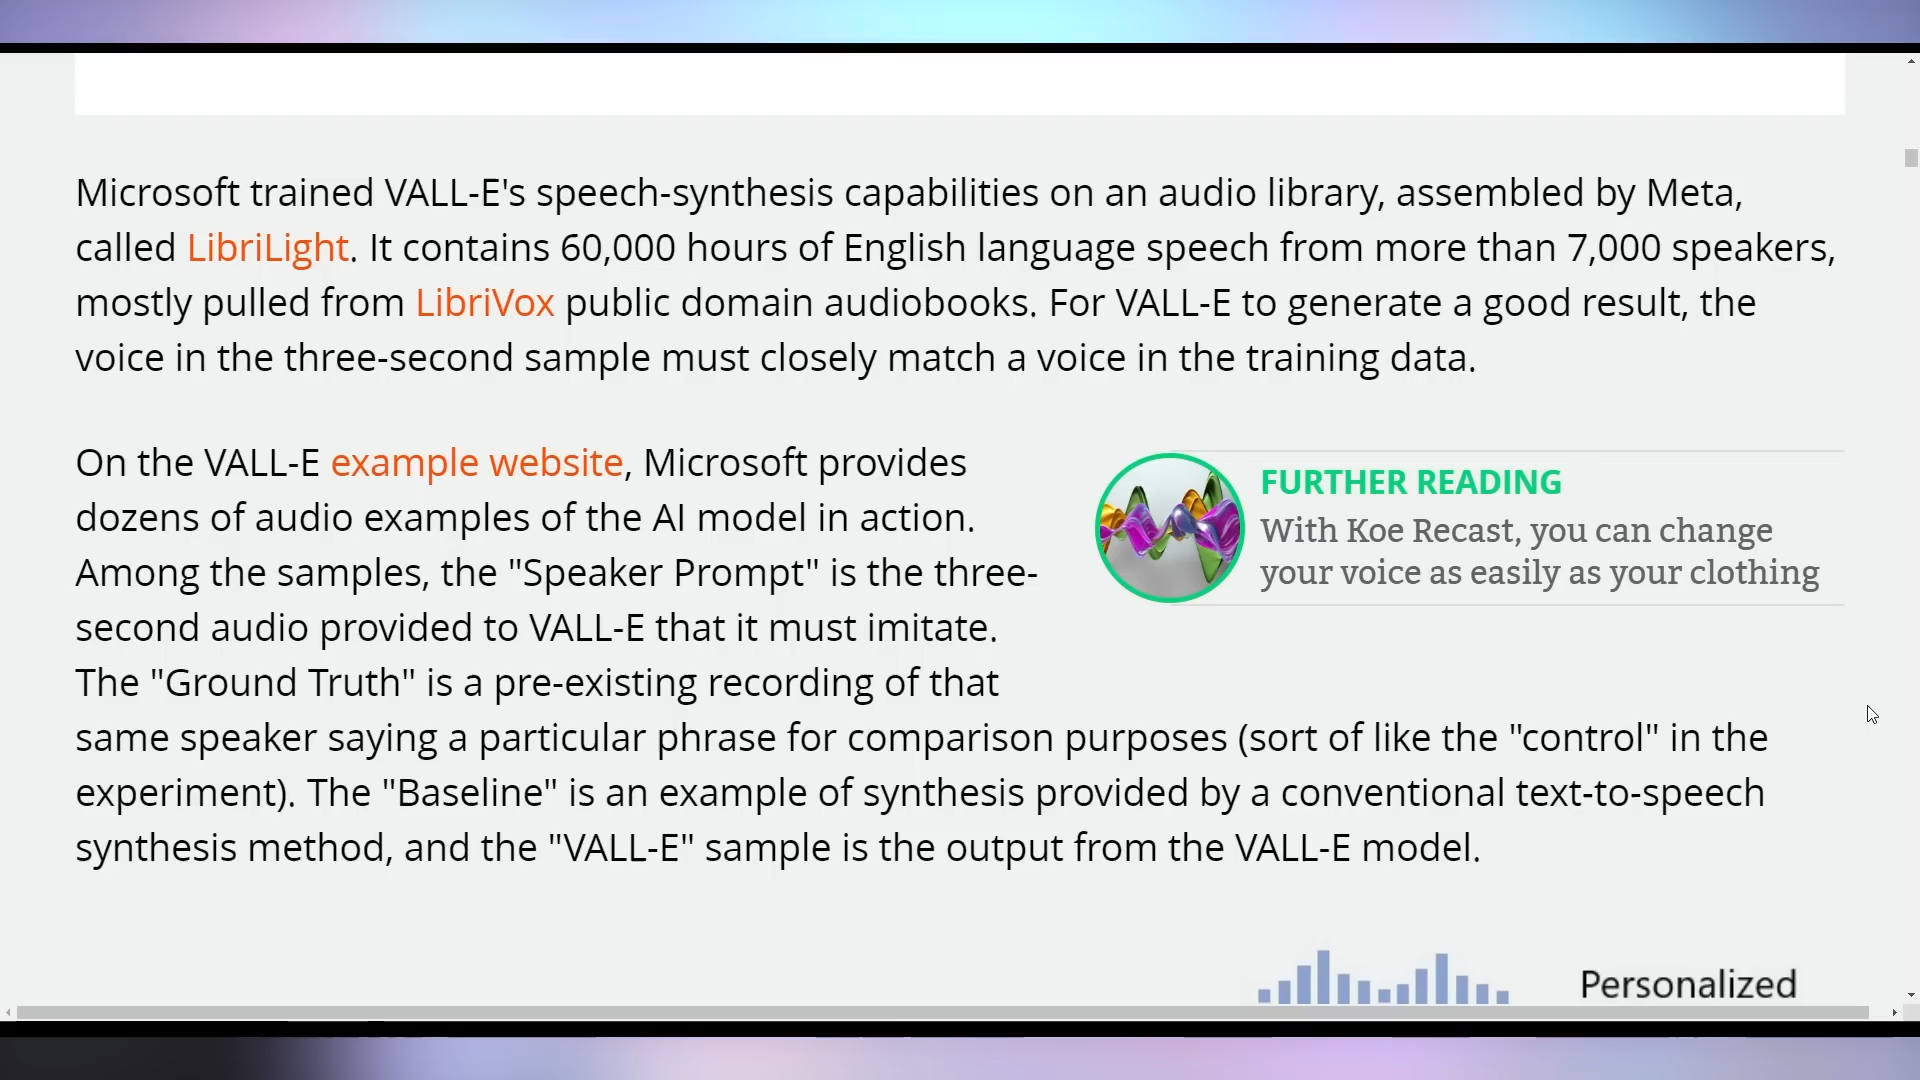 Microsoft trained VALL-E's speech-synthesis capabilities on an audio library, assembled by Meta,
called LibriLight. It contains 60,000 hours of English language speech from more than 7,000 speakers,
mostly pulled from LibriVox public domain audiobooks. For VALL-E to generate a good result, the
voice in the three-second sample must closely match a voice in the training data.
On the VALL-E example website, Microsoft provides
dozens of audio examples of the AI model in action.
Among the samples, the "Speaker Prompt" is the three-
second audio provided to VALL-E that it must imitate.
The "Ground Truth" is a pre-existing recording of that
same speaker saying a particular phrase for comparison purposes (sort of like the "control" in the
experiment). The "Baseline" is an example of synthesis provided by a conventional text-to-speech
synthesis method, and the "VALL-E" sample is the output from the VALL-E model.
FURTHER READING
With Koe Recast, you can change
your voice as easily as your clothing
Personalized